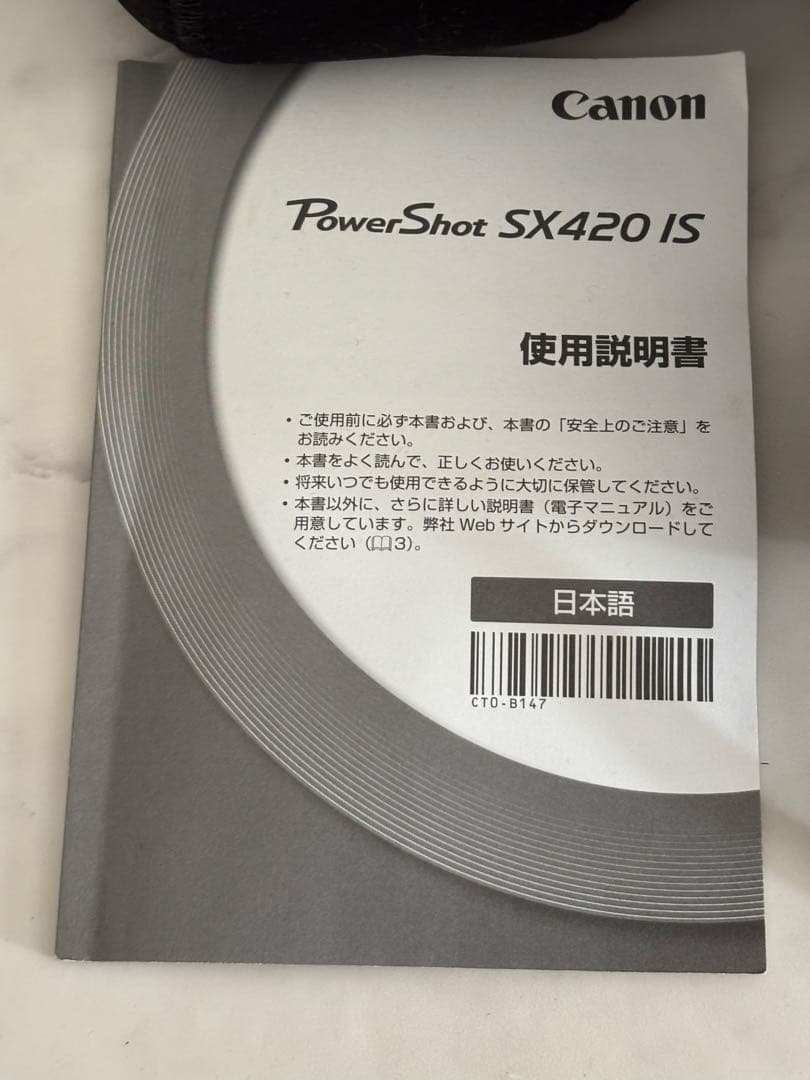 Canon
PowerShot SX420 IS
使用説明書
・ご使用前に必ず本書および、本書の「安全上のご注意」を
お読みください。
・本書をよく読んで、正しくお使いください。
・将来いつでも使用できるように大切に保管してください。
・本書以外に、さらに詳しい説明書（電子マニュアル）をご
用意しています。弊社 Web サイトからダウンロードして
ください（📖3）。
日本語
CT0-B147